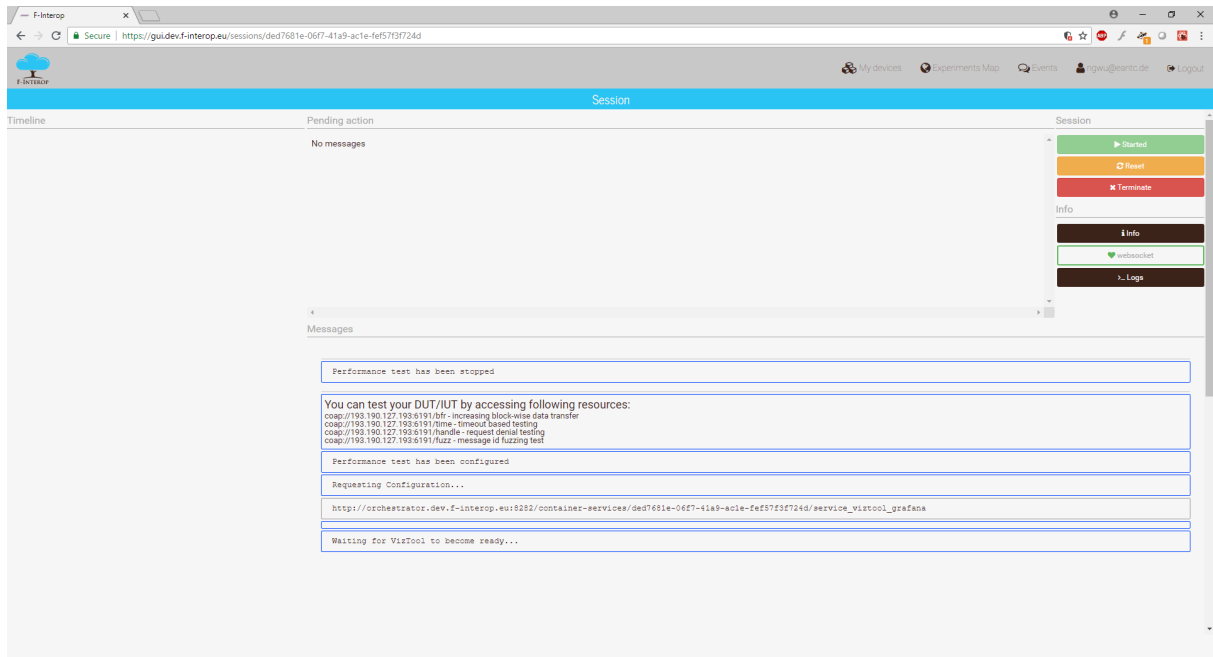 F-Interop
Secure | https://gui.dev.f-interop.eu/sessions/ded7681e-06f7-41a9-ac1e-fef57f3f724d
ABP
1
F-INTEROP
My devices Experiments Map Events ngwu@eantc.de Logout
Session
Timeline
Pending action
Session
No messages
Started
Reset
Terminate
Info
Info
websocket
>_ Logs
Messages
Performance test has been stopped
You can test your DUT/IUT by accessing following resources:
coap://193.190.127.193:6191/bfr - increasing block-wise data transfer
coap://193.190.127.193:6191/time - timeout based testing
coap://193.190.127.193:6191/handle - request denial testing
coap://193.190.127.193:6191/fuzz - message id fuzzing test
Performance test has been configured
Requesting Configuration...
http://orchestrator.dev.f-interop.eu:8282/container-services/ded7681e-06f7-41a9-ac1e-fef57f3f724d/service_viztool_grafana
Waiting for VizTool to become ready...